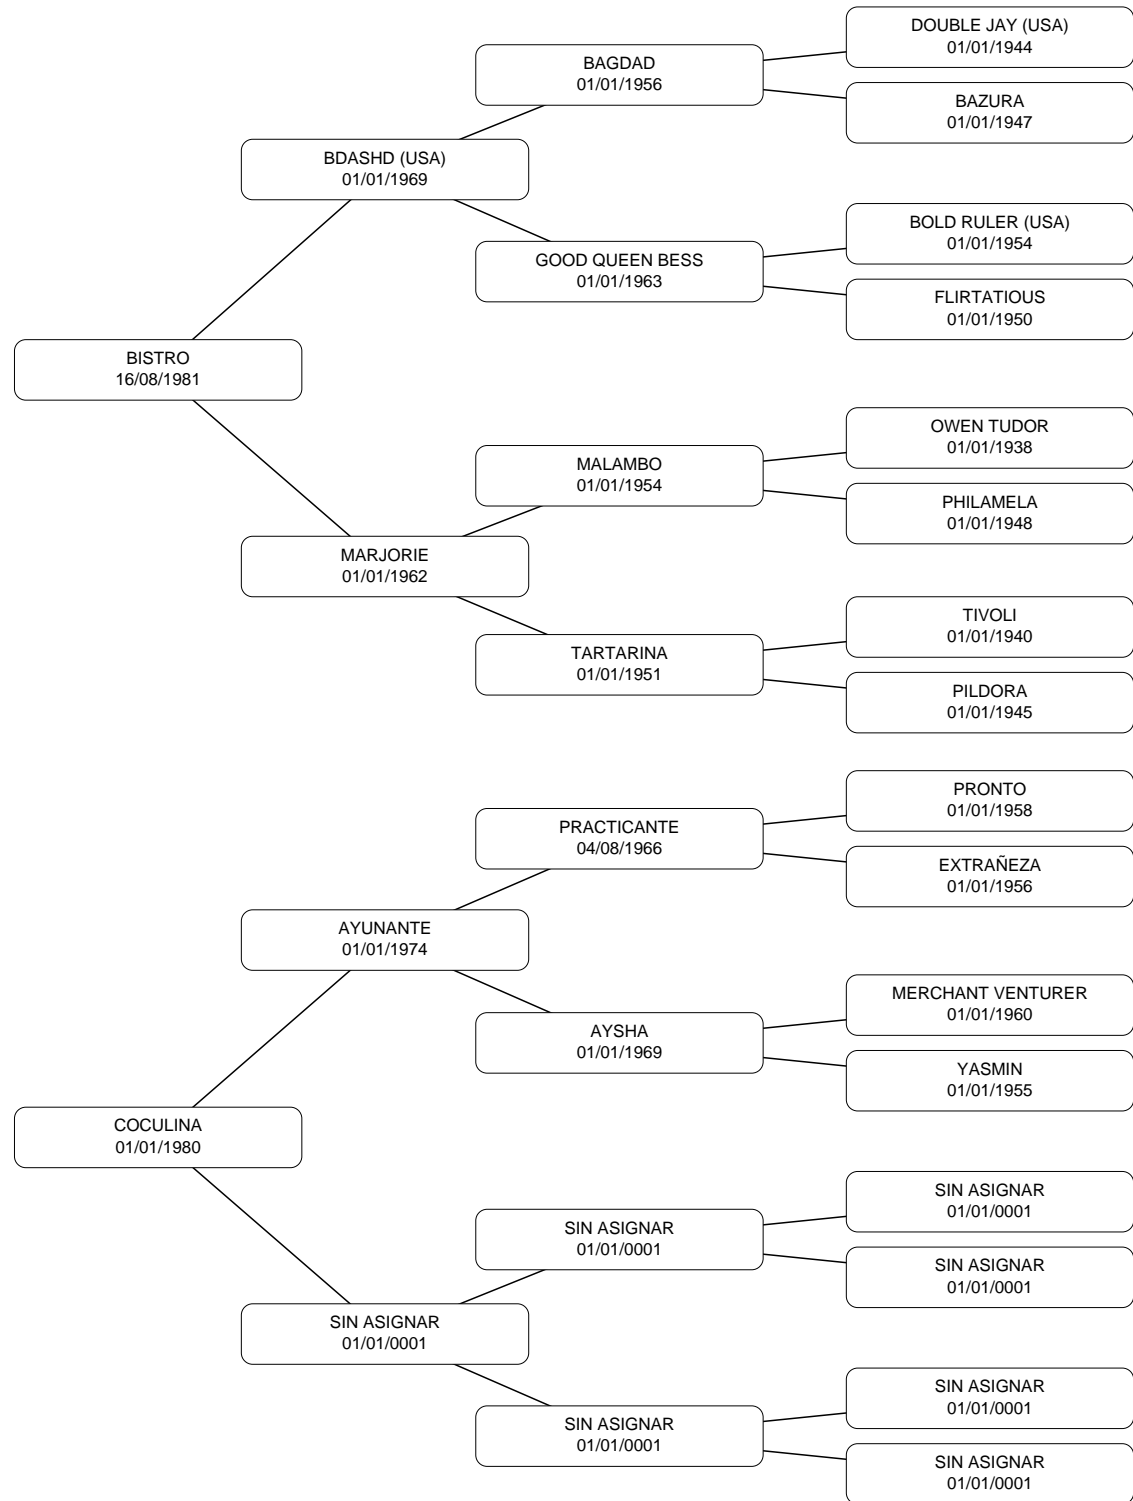 DOUBLE JAY (USA)
01/01/1944
BAGDAD
01/01/1956
BAZURA
01/01/1947
BDASHD (USA)
01/01/1969
BOLD RULER (USA)
01/01/1954
GOOD QUEEN BESS
01/01/1963
FLIRTATIOUS
01/01/1950
BISTRO
16/08/1981
OWEN TUDOR
01/01/1938
MALAMBO
01/01/1954
PHILAMELA
01/01/1948
MARJORIE
01/01/1962
TIVOLI
01/01/1940
TARTARINA
01/01/1951
PILDORA
01/01/1945
PRONTO
01/01/1958
PRACTICANTE
04/08/1966
EXTRAÑEZA
01/01/1956
AYUNANTE
01/01/1974
MERCHANT VENTURER
01/01/1960
AYSHA
01/01/1969
YASMIN
01/01/1955
COCULINA
01/01/1980
SIN ASIGNAR
01/01/0001
SIN ASIGNAR
01/01/0001
SIN ASIGNAR
01/01/0001
SIN ASIGNAR
01/01/0001
SIN ASIGNAR
01/01/0001
SIN ASIGNAR
01/01/0001
SIN ASIGNAR
01/01/0001